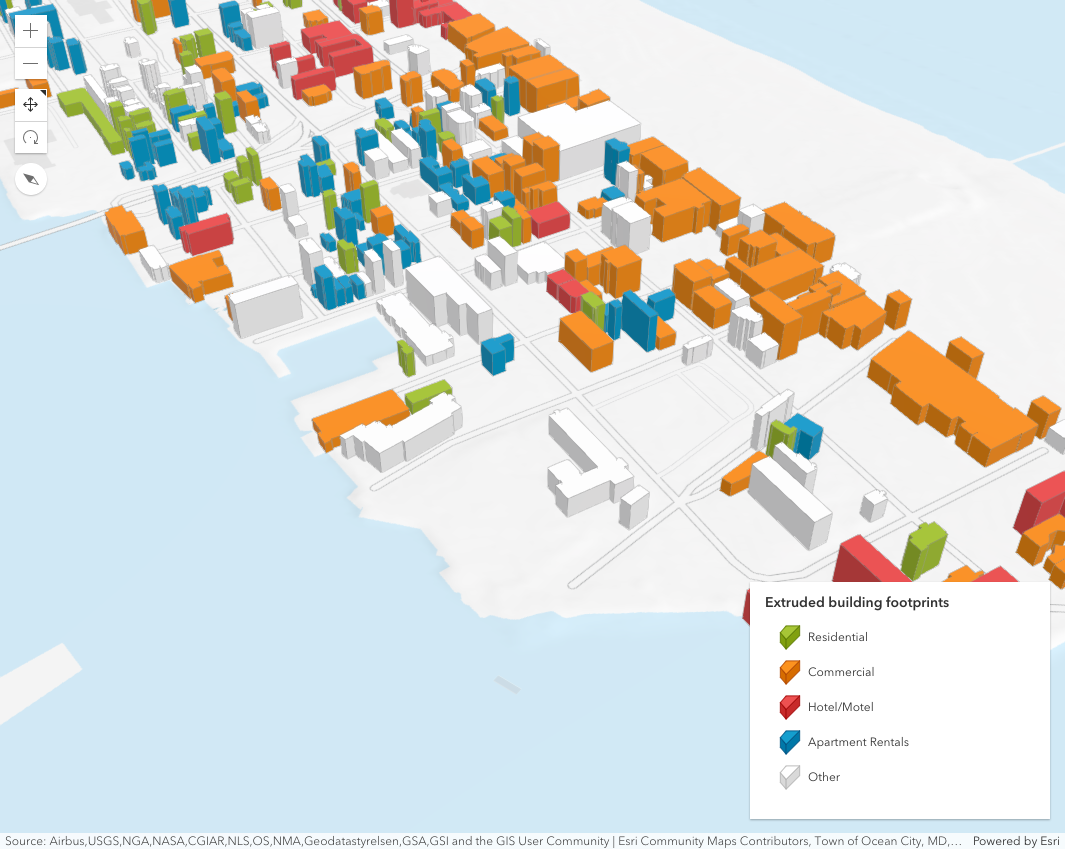 Extruded building footprints
Residential
Commercial
Hotel/Motel
Apartment Rentals
Other
Source: Airbus,USGS,NGA,NASA,CGIAR,NLS,OS,NMA,Geodatastyrelsen,GSA,GSI and the GIS User Community | Esri Community Maps Contributors, Town of Ocean City, MD,… Powered by Esri